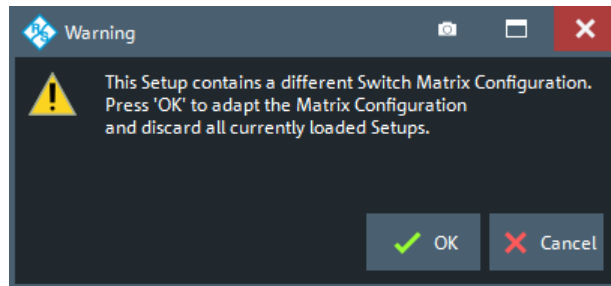 R&S Warning
This Setup contains a different Switch Matrix Configuration.
Press 'OK' to adapt the Matrix Configuration
and discard all currently loaded Setups.
OK Cancel